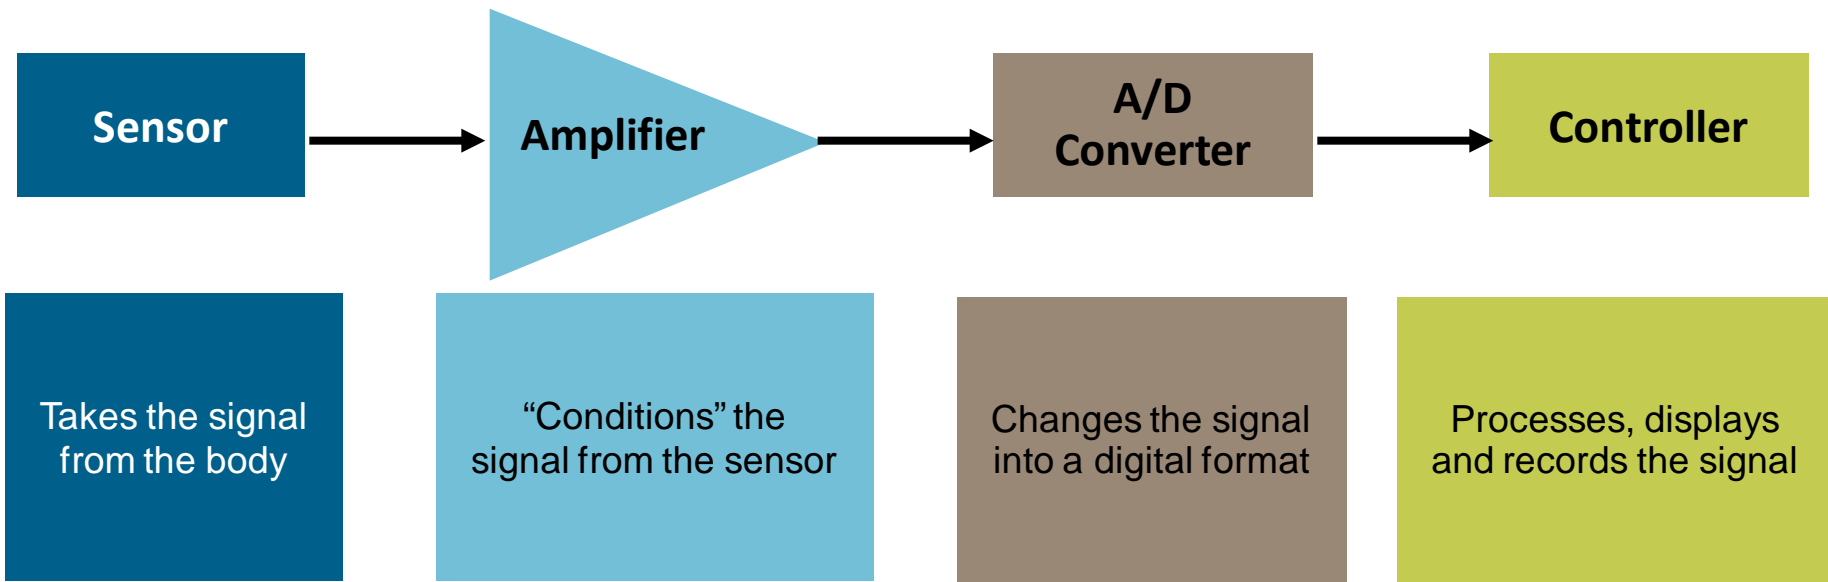 Sensor
Amplifier
A/D
Converter
Controller
Takes the signal
from the body
“Conditions” the
signal from the sensor
Changes the signal
into a digital format
Processes, displays
and records the signal